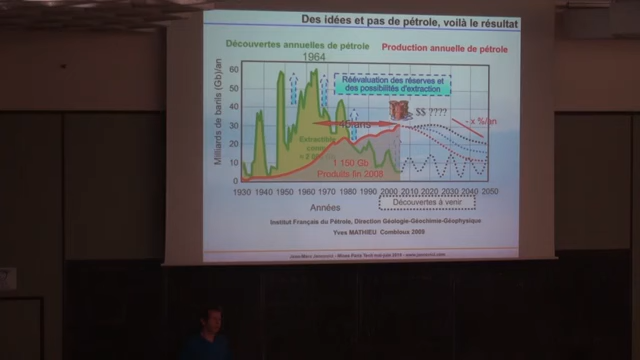 Des idées et pas de pétrole, voilà le résultat
Découvertes annuelles de pétrole
Production annuelle de pétrole
1964
Milliards de barils (Gb)/an
60
50
40
30
20
10
0
Réévaluation des réserves et
des possibilités d'extraction
$$ ????
- x %/an
1 150 Gb
Produits fin 2008
1930 1940 1950 1960 1970 1980 1990 2000 2010 2020 2030 2040 2050
Années
Découvertes à venir
Institut Français du Pétrole, Direction Géologie-Géochimie-Géophysique
Yves MATHIEU Combloux 2009